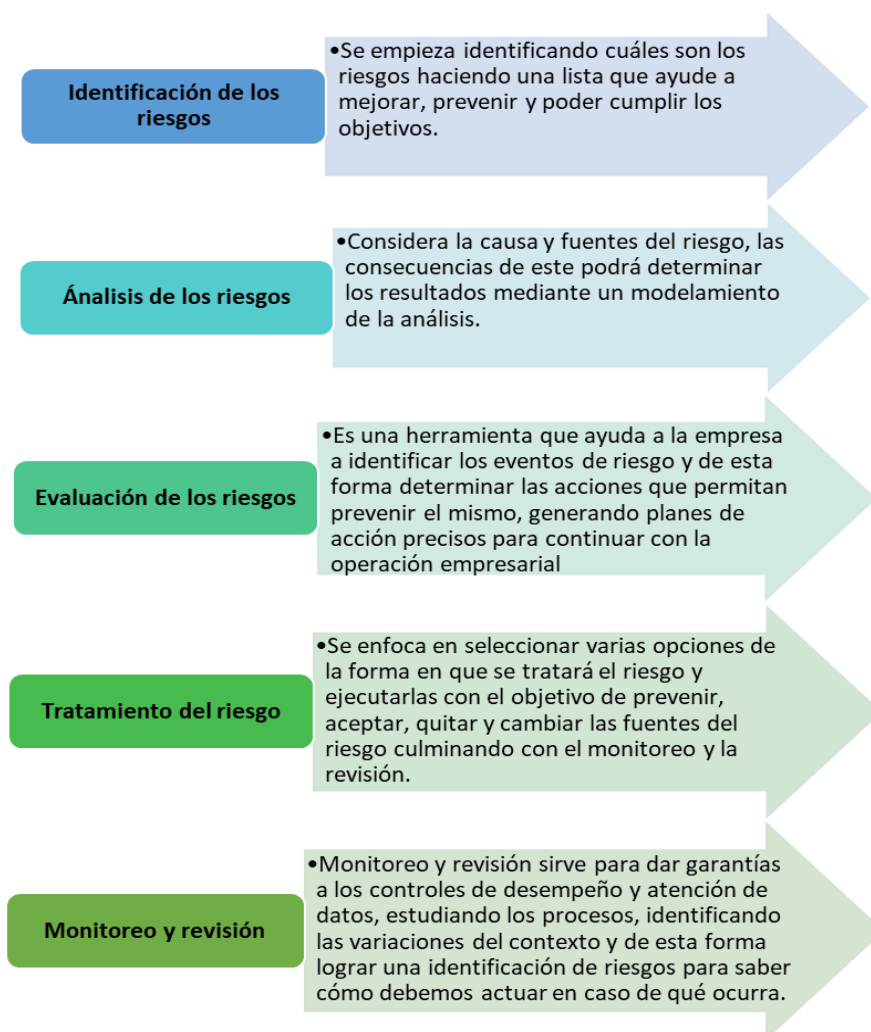 Identificación de los
riesgos
•Se empieza identificando cuáles son los
riesgos haciendo una lista que ayude a
mejorar, prevenir y poder cumplir los
objetivos.
Ánalisis de los riesgos
•Considera la causa y fuentes del riesgo, las
consecuencias de este podrá determinar
los resultados mediante un modelamiento
de la análisis.
Evaluación de los riesgos
•Es una herramienta que ayuda a la empresa
a identificar los eventos de riesgo y de esta
forma determinar las acciones que permitan
prevenir el mismo, generando planes de
acción precisos para continuar con la
operación empresarial
Tratamiento del riesgo
•Se enfoca en seleccionar varias opciones de
la forma en que se tratará el riesgo y
ejecutarlas con el objetivo de prevenir,
aceptar, quitar y cambiar las fuentes del
riesgo culminando con el monitoreo y la
revisión.
Monitoreo y revisión
•Monitoreo y revisión sirve para dar garantías
a los controles de desempeño y atención de
datos, estudiando los procesos, identificando
las variaciones del contexto y de esta forma
lograr una identificación de riesgos para saber
cómo debemos actuar en caso de qué ocurra.